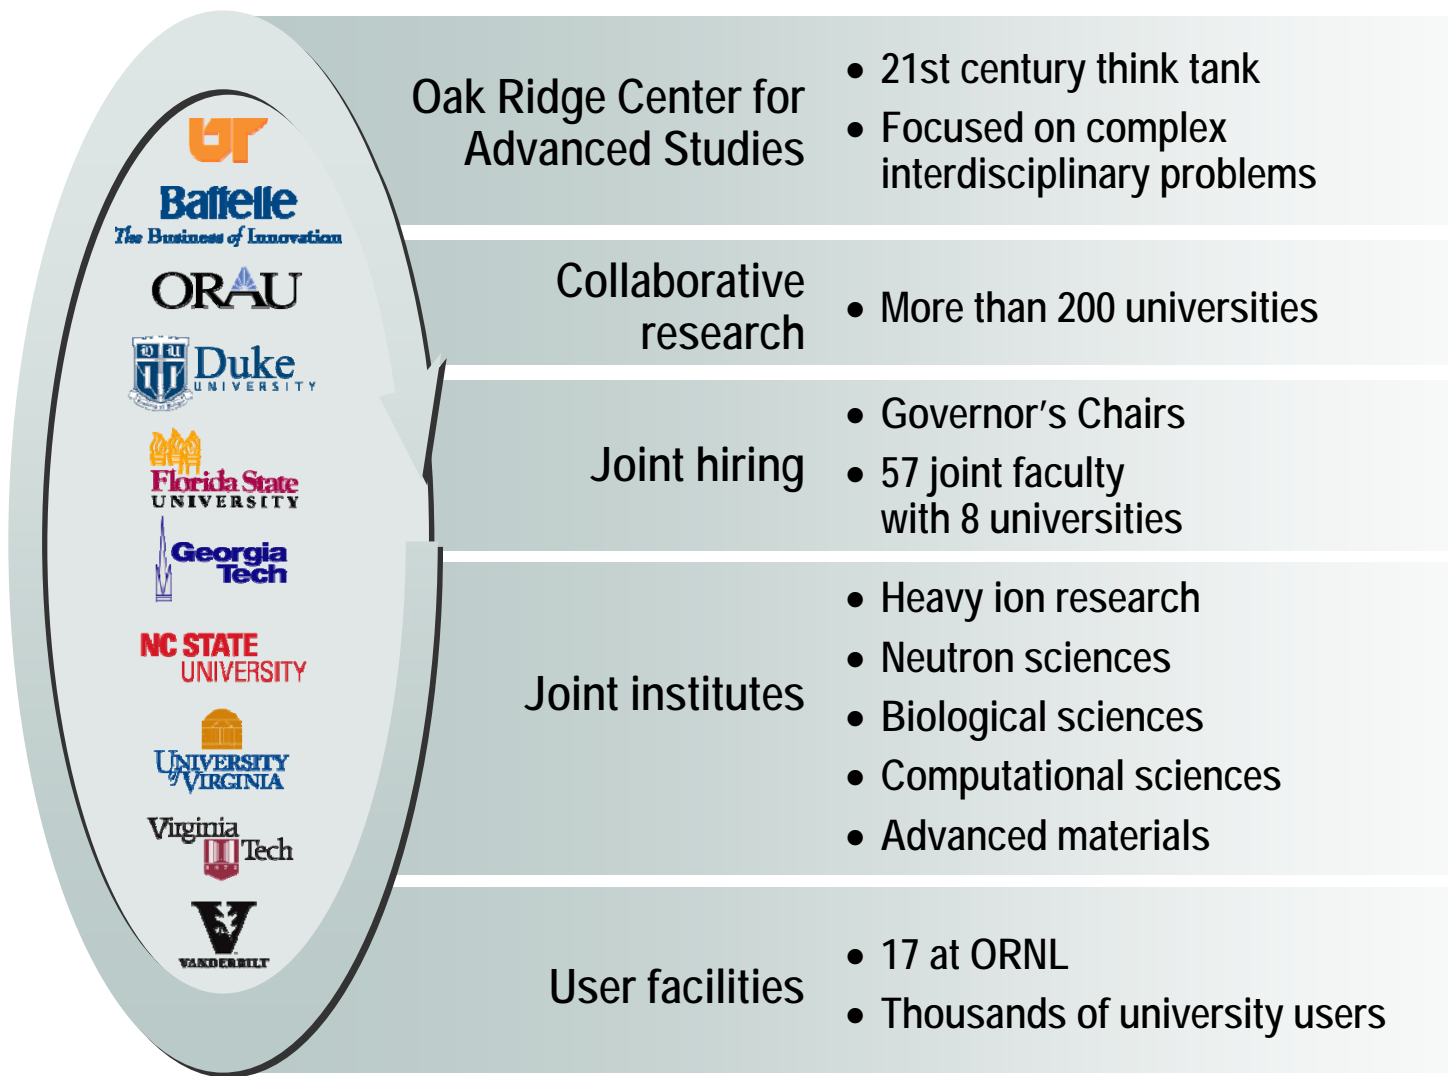 UT
Battelle
The Business of Innovation
ORAU
Duke
UNIVERSITY
Florida State
UNIVERSITY
Georgia
Tech
NC STATE
UNIVERSITY
UNIVERSITY
of VIRGINIA
Virginia
Tech
1872
VANDERBILT
Oak Ridge Center for
Advanced Studies
• 21st century think tank
• Focused on complex
interdisciplinary problems
Collaborative
research
• More than 200 universities
Joint hiring
• Governor's Chairs
• 57 joint faculty
with 8 universities
Joint institutes
• Heavy ion research
• Neutron sciences
• Biological sciences
• Computational sciences
• Advanced materials
User facilities
• 17 at ORNL
• Thousands of university users